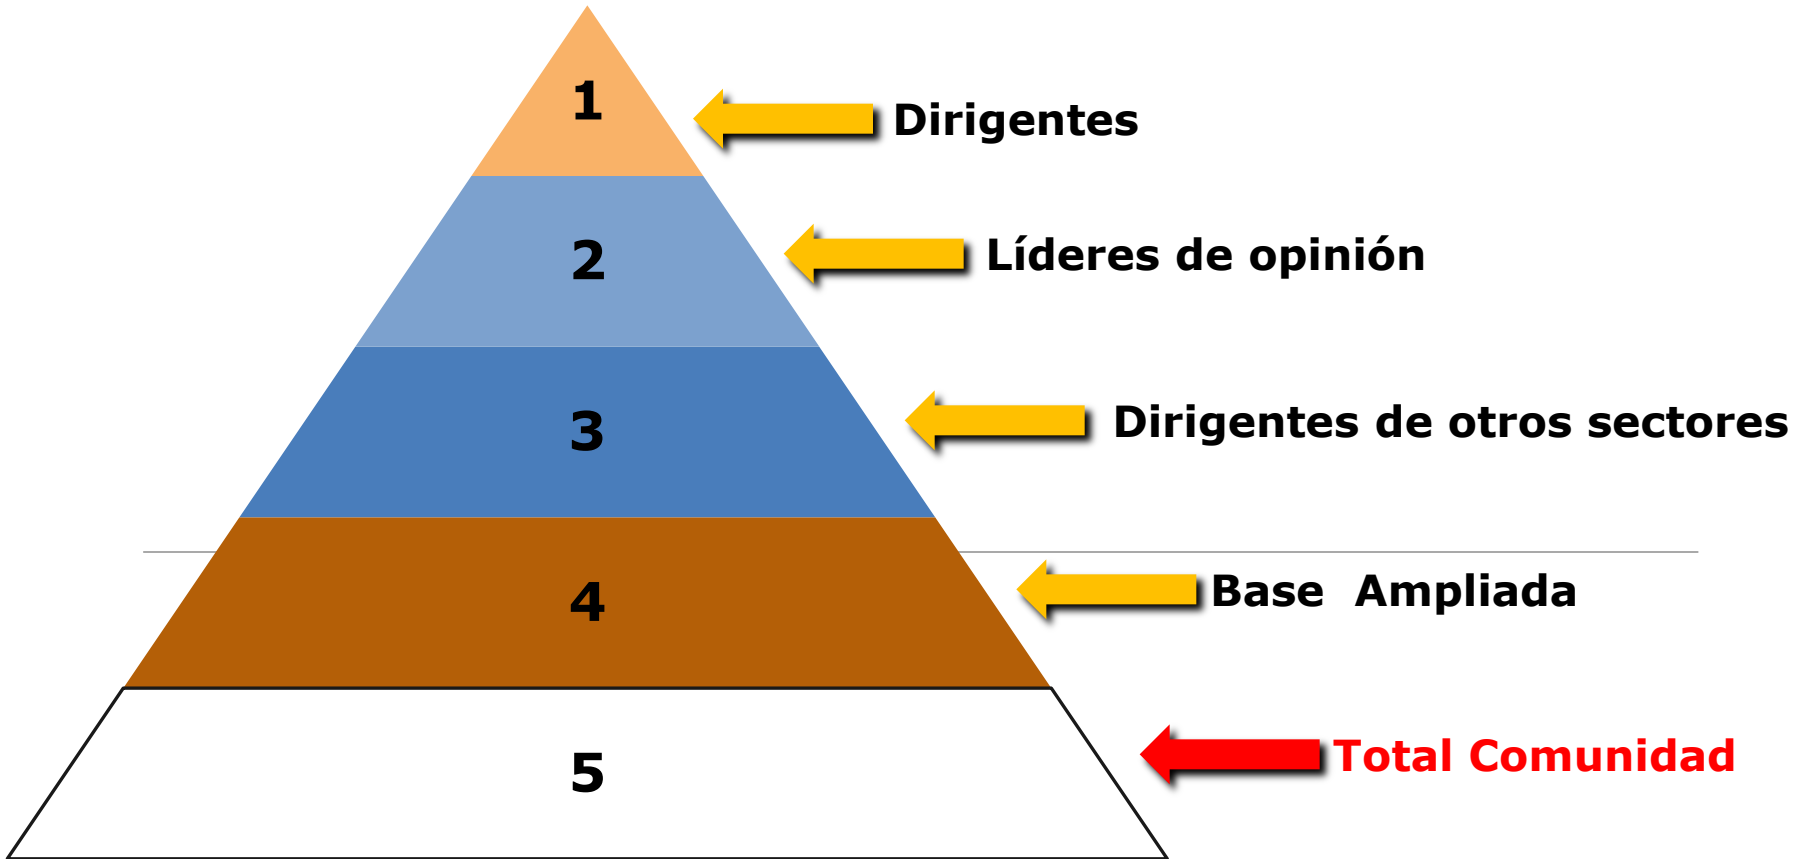 1
Dirigentes
2
Líderes de opinión
3
Dirigentes de otros sectores
4
Base  Ampliada
5
Total Comunidad